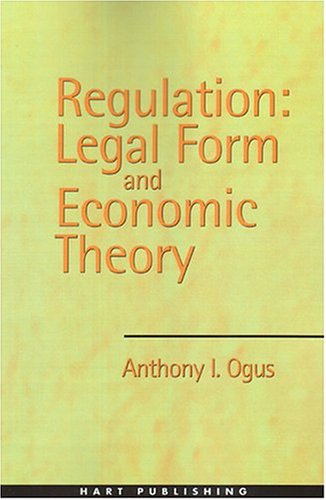 Regulation:
Legal Form
and
Economic
Theory
Anthony I. Ogus
HART PUBLISHING